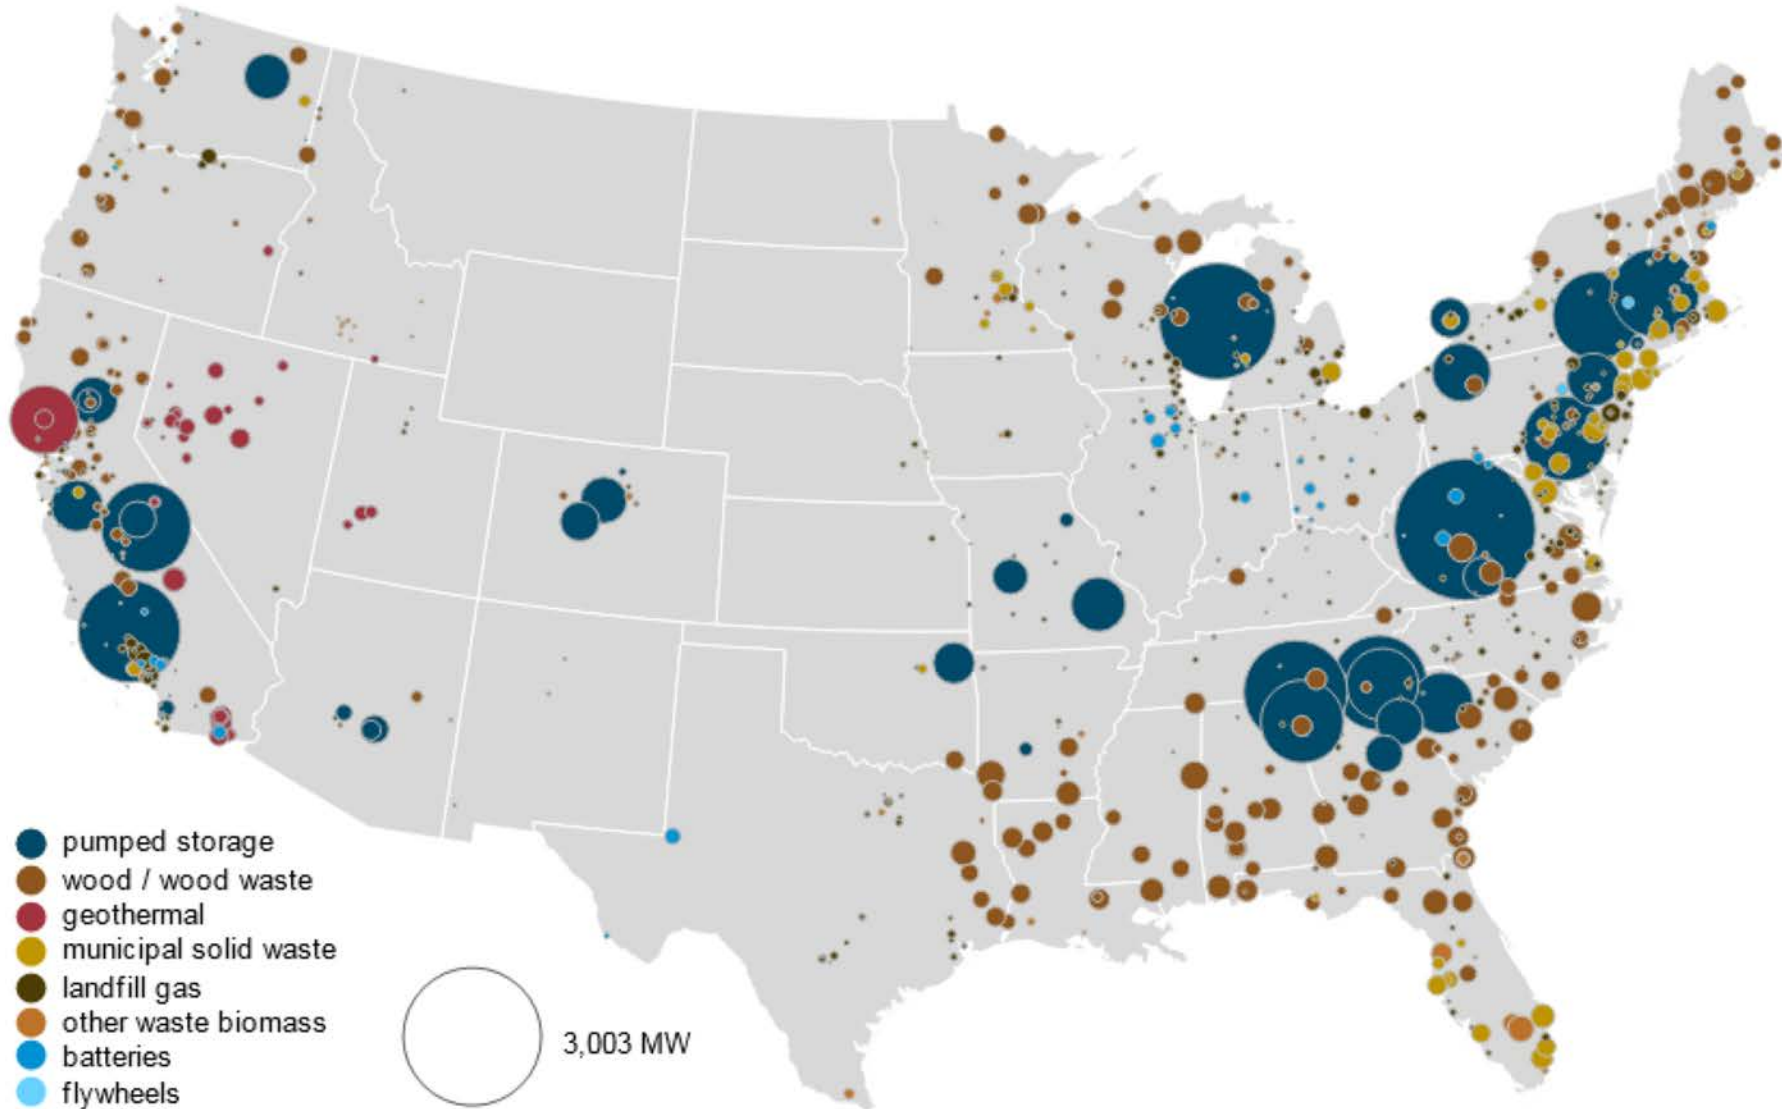 pumped storage
wood / wood waste
geothermal
municipal solid waste
landfill gas
other waste biomass
batteries
flywheels
3,003 MW